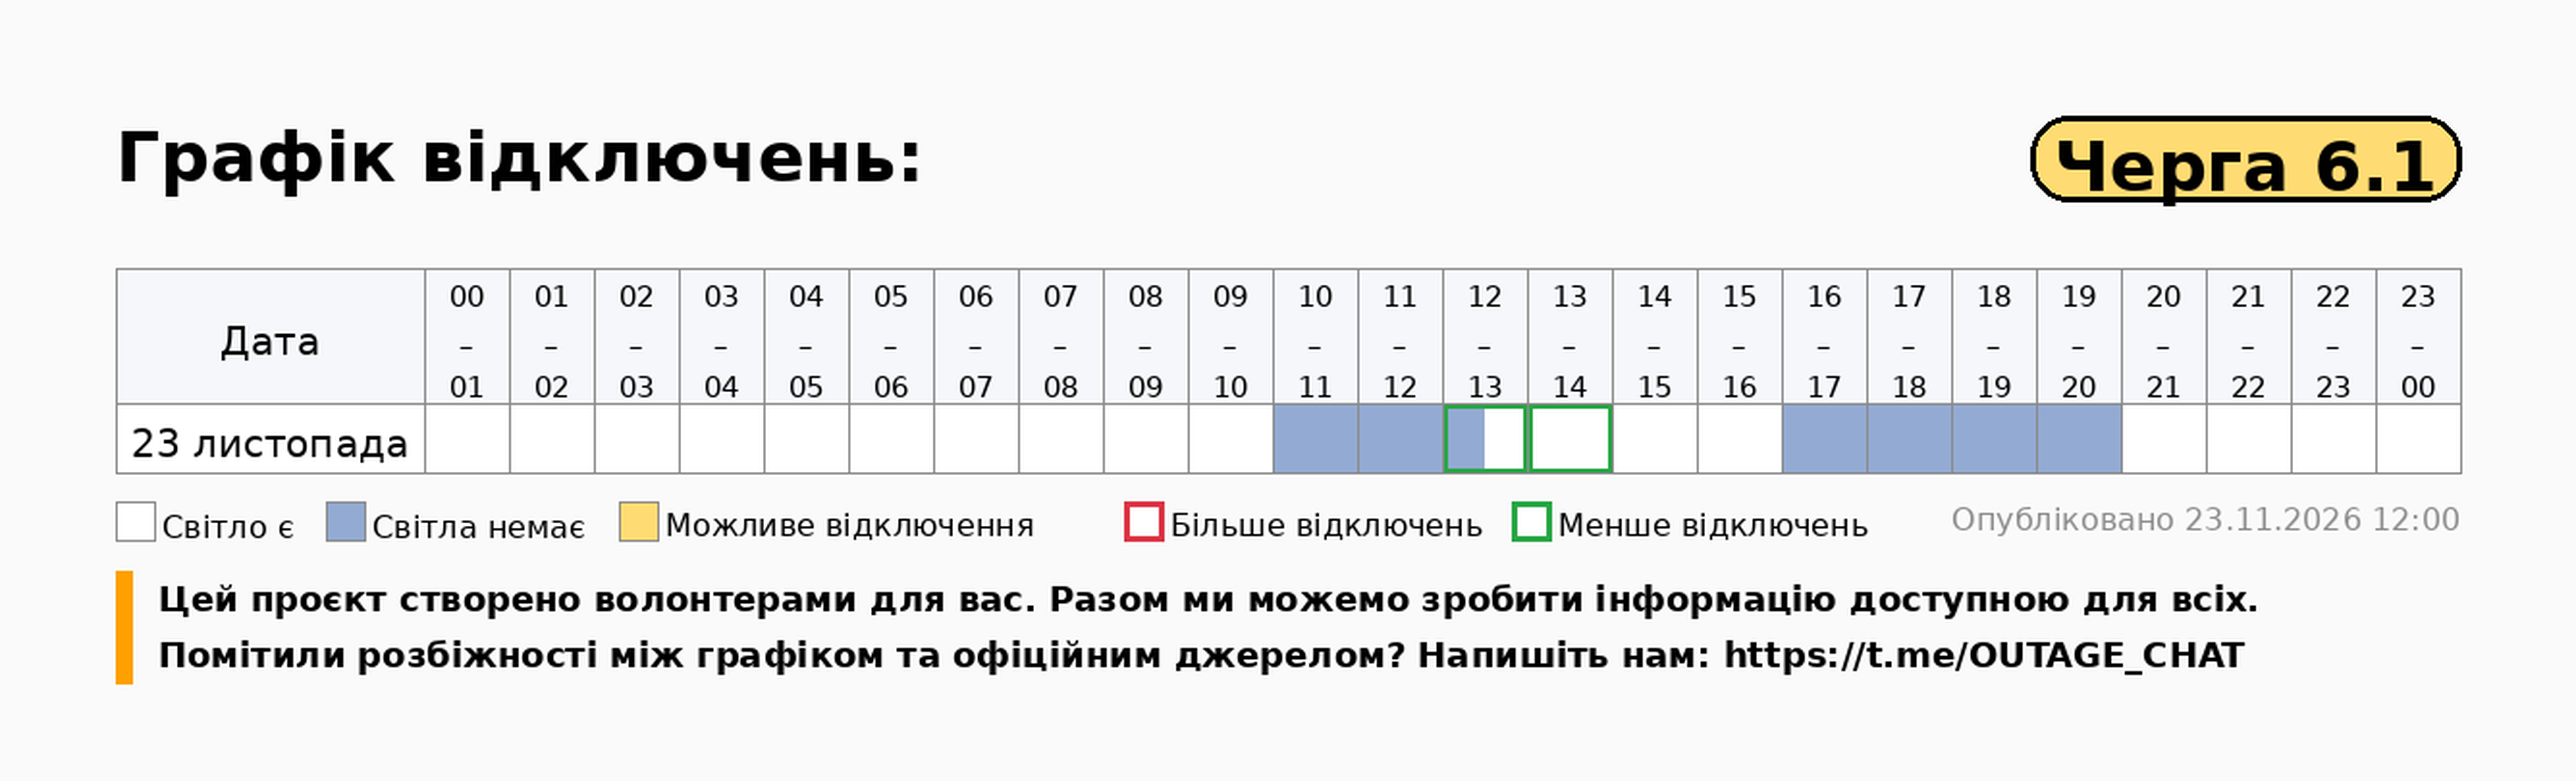 Графік відключень:
Черга 6.1
Дата
00 – 01
01 – 02
02 – 03
03 – 04
04 – 05
05 – 06
06 – 07
07 – 08
08 – 09
09 – 10
10 – 11
11 – 12
12 – 13
13 – 14
14 – 15
15 – 16
16 – 17
17 – 18
18 – 19
19 – 20
20 – 21
21 – 22
22 – 23
23 – 00
23 листопада
Світло є
Світла немає
Можливе відключення
Більше відключень
Менше відключень
Опубліковано 23.11.2026 12:00
Цей проєкт створено волонтерами для вас. Разом ми можемо зробити інформацію доступною для всіх.
Помітили розбіжності між графіком та офіційним джерелом? Напишіть нам: https://t.me/OUTAGE_CHAT